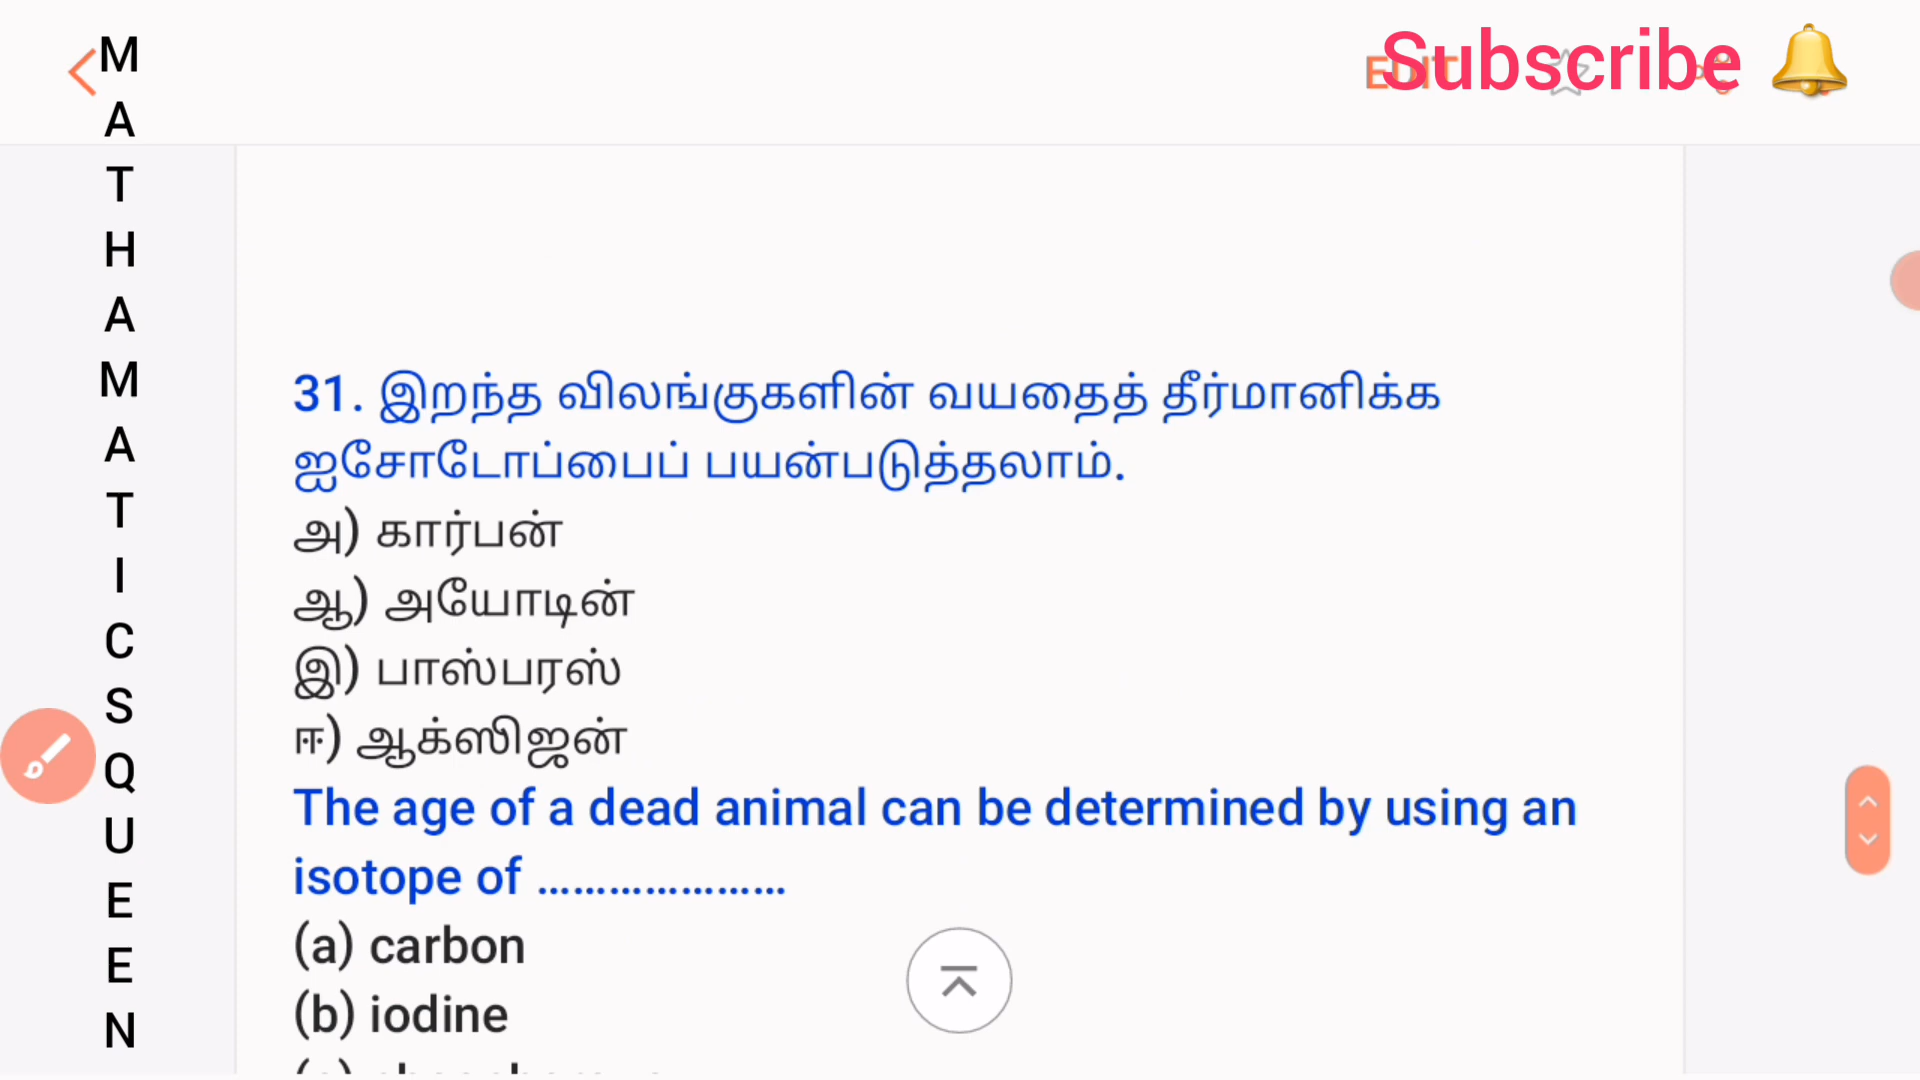 MATHAMATICSQUEEN
Subscribe 🔔
31. இறந்த விலங்குகளின் வயதைத் தீர்மானிக்க
ஐசோடோப்பைப் பயன்படுத்தலாம்.
அ) கார்பன்
ஆ) அயோடின்
இ) பாஸ்பரஸ்
ஈ) ஆக்ஸிஜன்
The age of a dead animal can be determined by using an
isotope of .....................
(a) carbon
(b) iodine